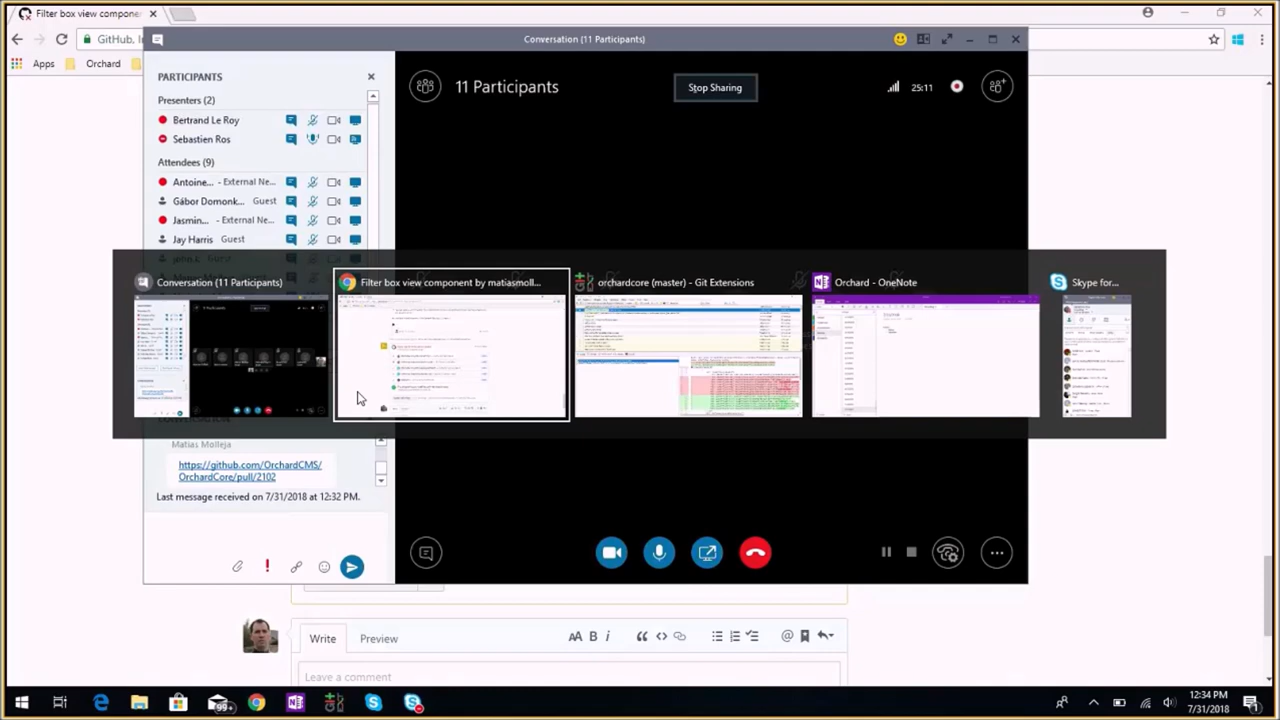 Filter box view compone
GitHub, I
Apps
Orchard
Conversation (11 Participants)
PARTICIPANTS
Presenters (2)
Bertrand Le Roy
Sebastien Ros
Attendees (9)
Antoine... - External Ne...
Gábor Domonk... Guest
Jasmin... - External Ne...
Jay Harris Guest
john.k
11 Participants
Stop Sharing
25:11
Conversation (11 Participants)
Filter box view component by matiasmoll...
orchardcore (master) - Git Extensions
Orchard - OneNote
Skype for...
Matias Molleja
https://github.com/OrchardCMS/
OrchardCore/pull/2102
Last message received on 7/31/2018 at 12:32 PM.
Write
Preview
AA B i
Leave a comment
99+
12:34 PM
7/31/2018